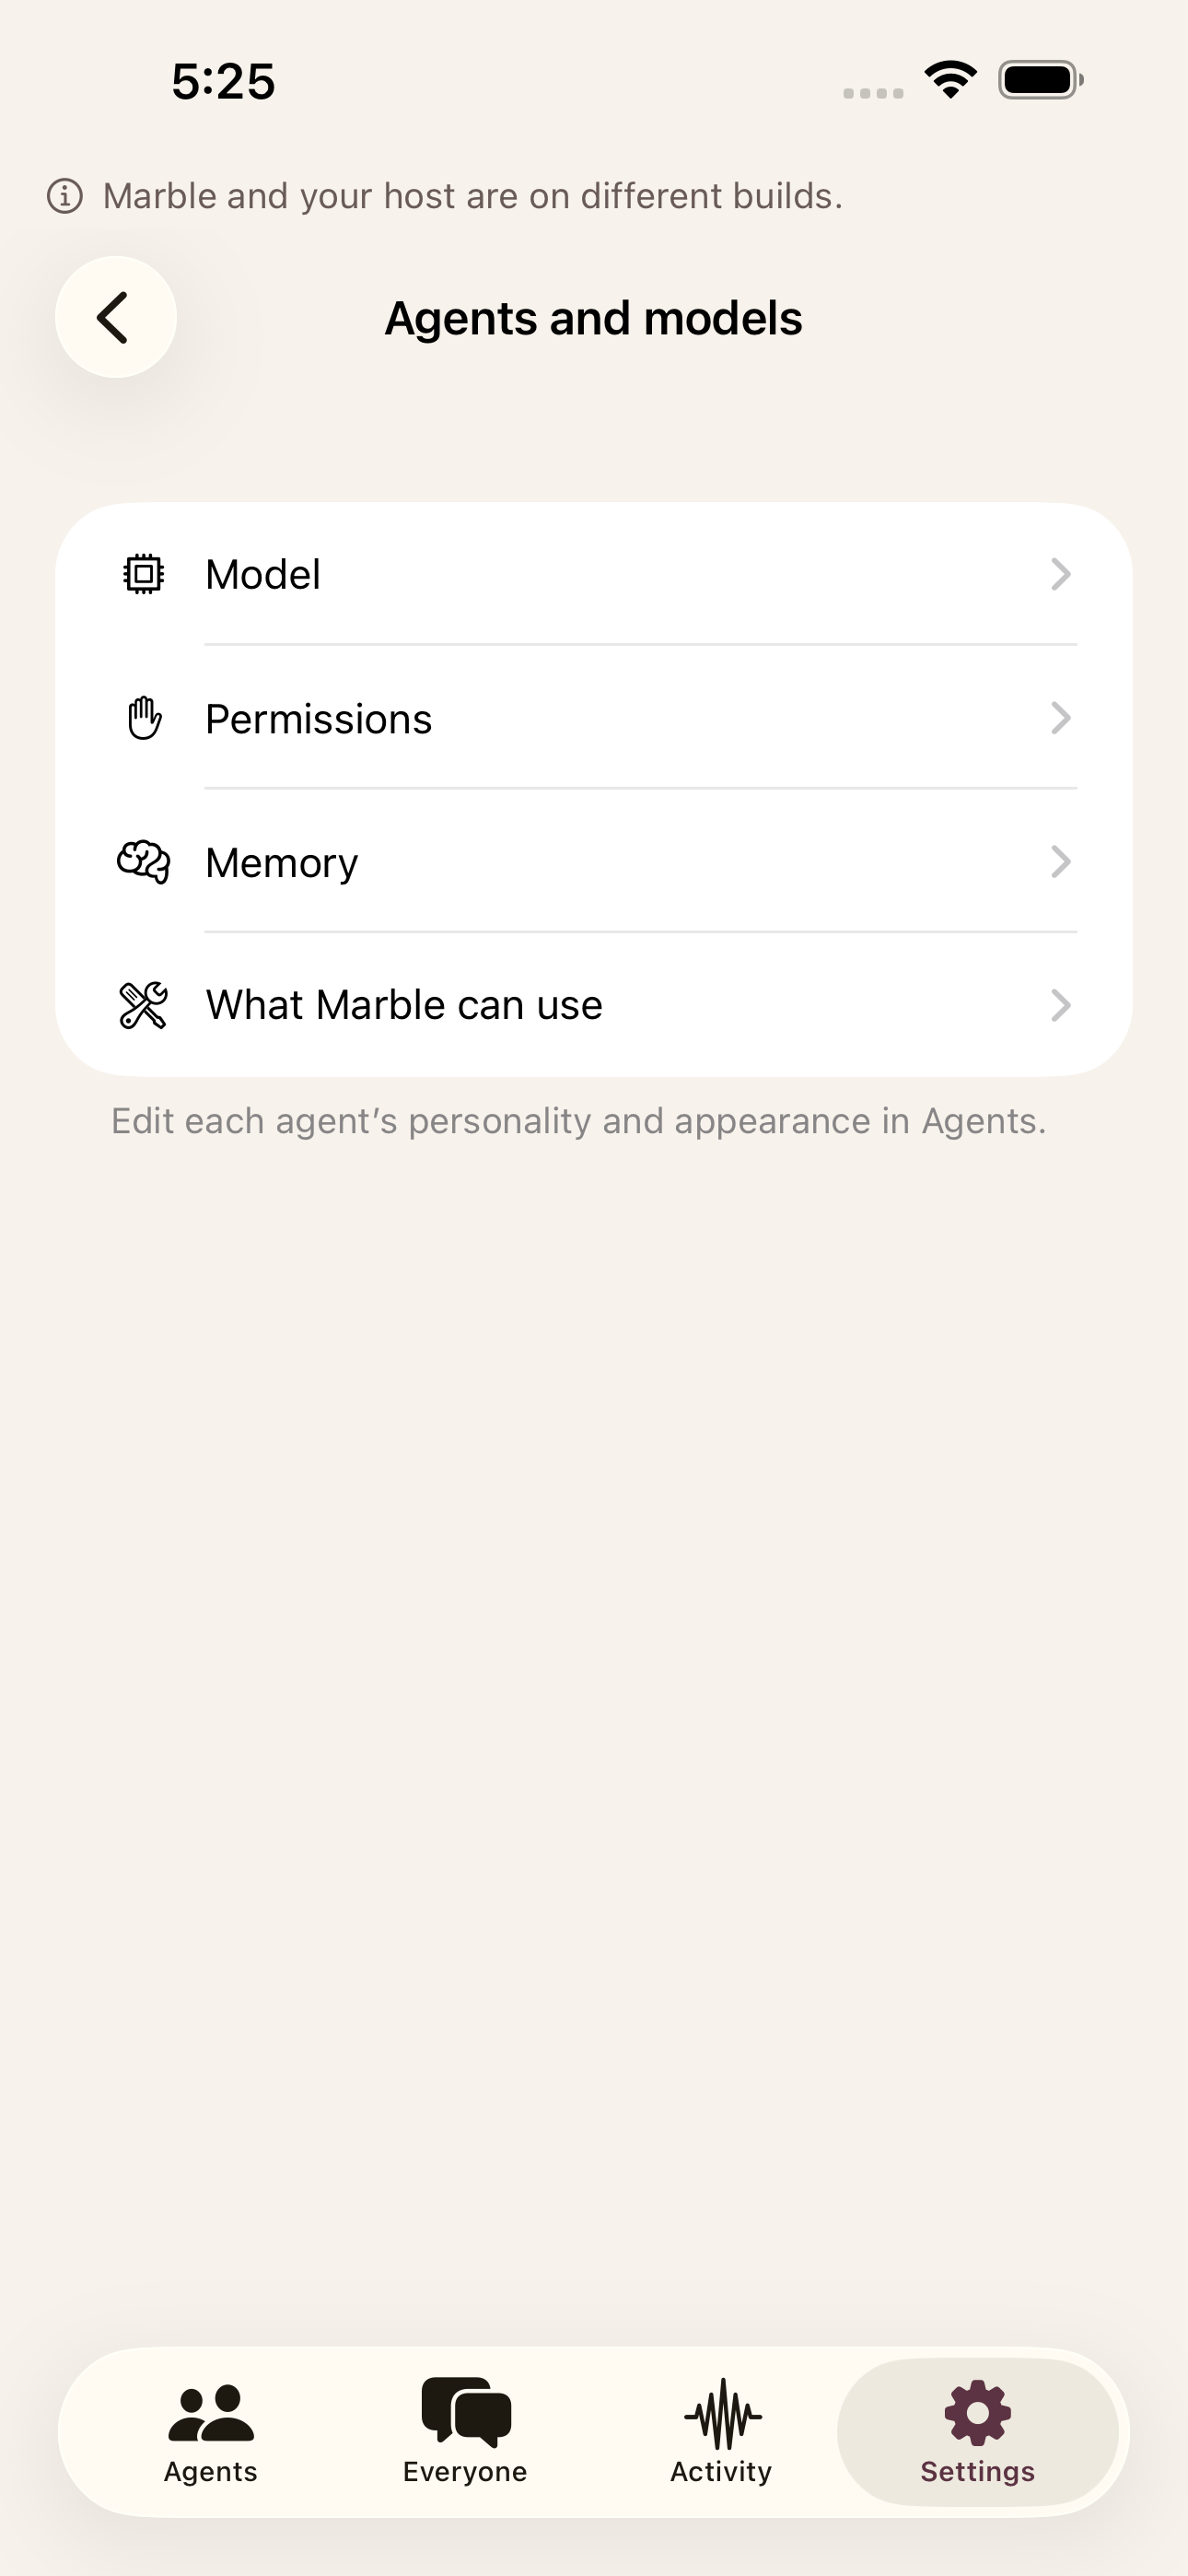 5:25
Marble and your host are on different builds.
Agents and models
Model
Permissions
Memory
What Marble can use
Edit each agent’s personality and appearance in Agents.
Agents
Everyone
Activity
Settings